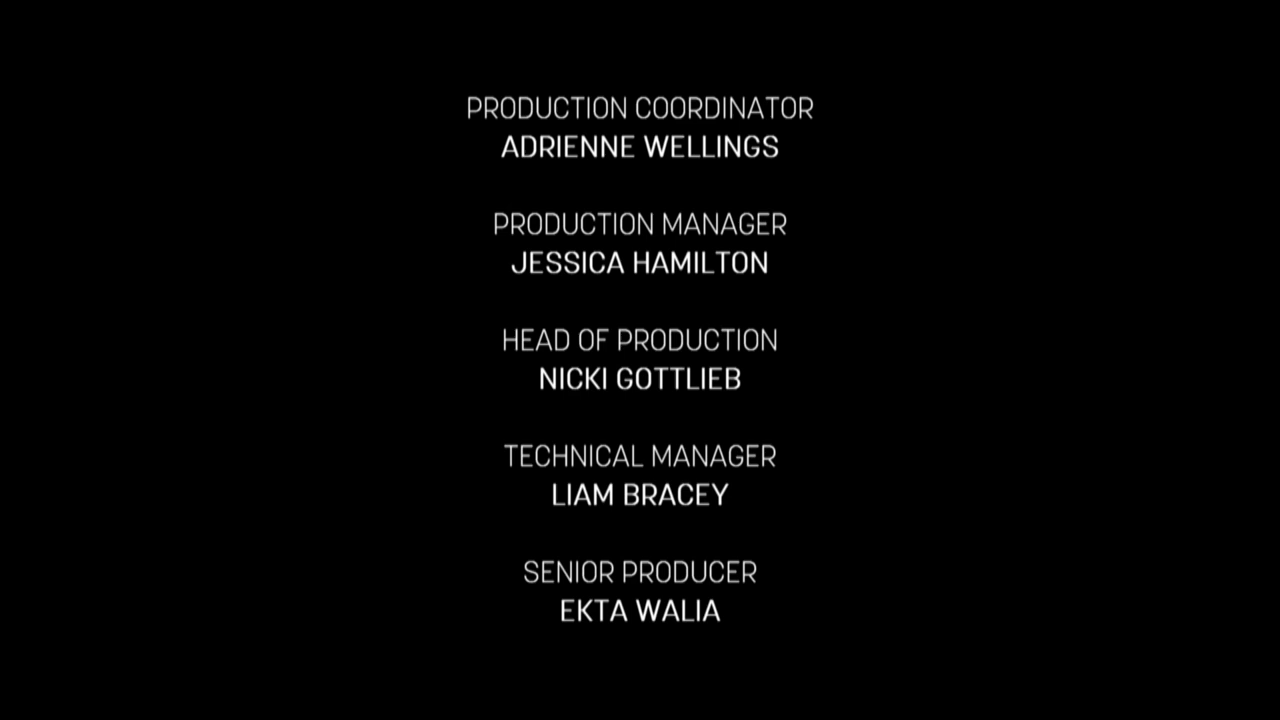 PRODUCTION COORDINATOR
ADRIENNE WELLINGS
PRODUCTION MANAGER
JESSICA HAMILTON
HEAD OF PRODUCTION
NICKI GOTTLIEB
TECHNICAL MANAGER
LIAM BRACEY
SENIOR PRODUCER
EKTA WALIA